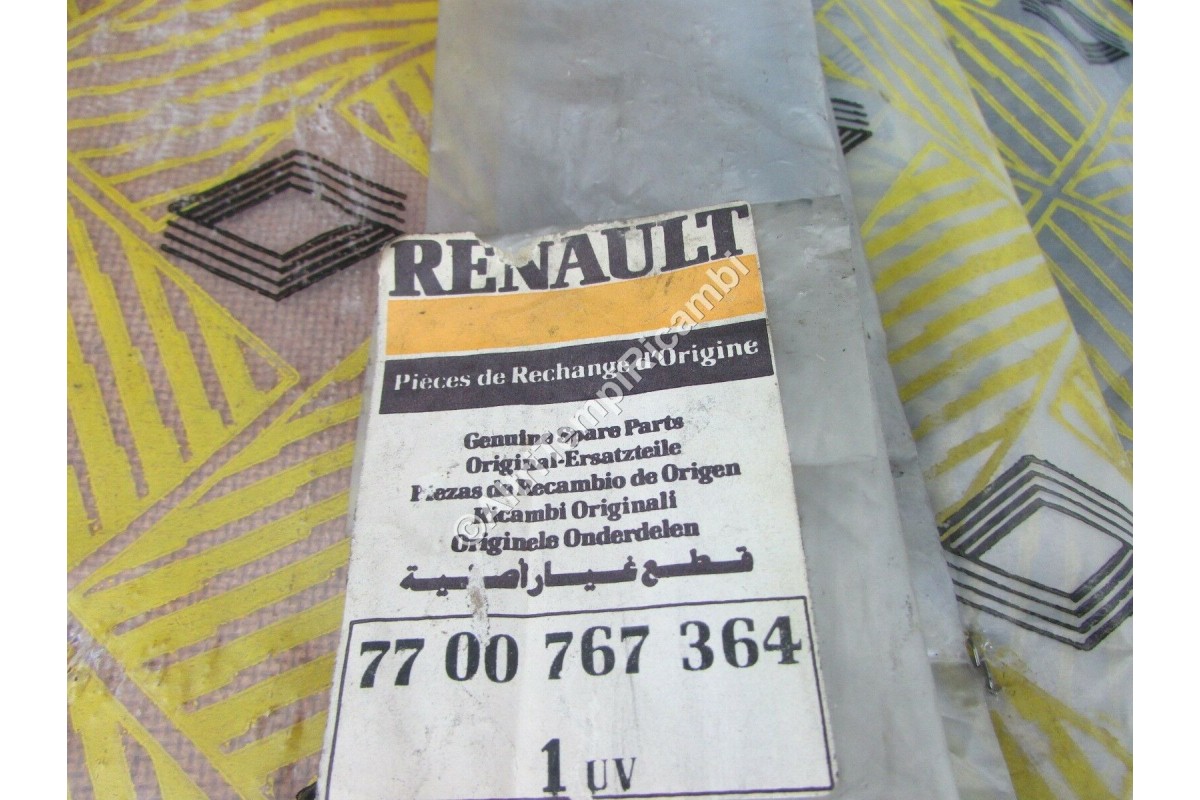 RENAULT
Pièces de Rechange d'Origine
Genuine Spare Parts
Original-Ersatzteile
Piezas de Recambio de Origen
Ricambi Originali
Originele Onderdelen
قطع غيار أصلية
77 00 767 364
1 UV